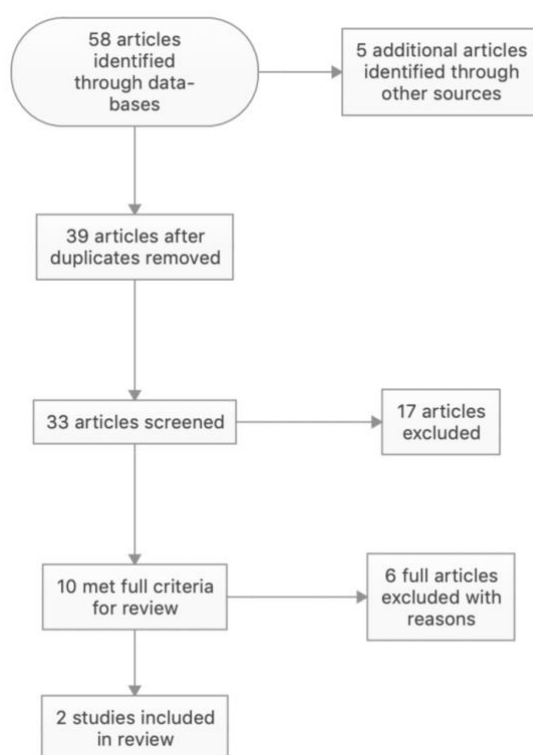 58 articles
identified
through data-
bases
5 additional articles
identified through
other sources
39 articles after
duplicates removed
33 articles screened
17 articles
excluded
10 met full criteria
for review
6 full articles
excluded with
reasons
2 studies included
in review